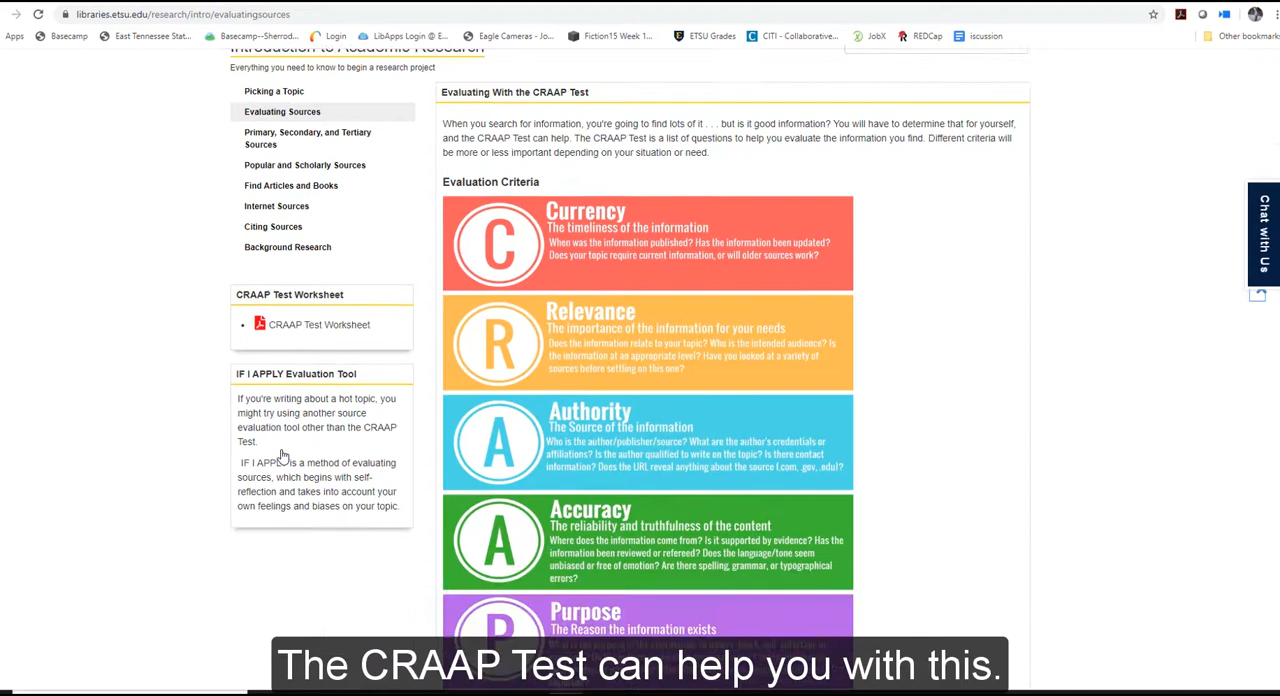 libraries.etsu.edu/research/intro/evaluatingsources
Apps Basecamp East Tennessee Stat... Basecamp--Sherrod... Login LibApps Login @ E... Eagle Cameras - Jo... Fiction15 Week 1... ETSU Grades CITI - Collaborative... JobX REDCap iscussion Other bookmarks
Introduction to Academic Research
Everything you need to know to begin a research project
Picking a Topic
Evaluating Sources
Primary, Secondary, and Tertiary
Sources
Popular and Scholarly Sources
Find Articles and Books
Internet Sources
Citing Sources
Background Research
CRAAP Test Worksheet
• CRAAP Test Worksheet
IF I APPLY Evaluation Tool
If you're writing about a hot topic, you
might try using another source
evaluation tool other than the CRAAP
Test.
IF I APPLY is a method of evaluating
sources, which begins with self-
reflection and takes into account your
own feelings and biases on your topic.
Evaluating With the CRAAP Test
When you search for information, you're going to find lots of it . . . but is it good information? You will have to determine that for yourself,
and the CRAAP Test can help. The CRAAP Test is a list of questions to help you evaluate the information you find. Different criteria will
be more or less important depending on your situation or need.
Evaluation Criteria
C
Currency
The timeliness of the information
When was the information published? Has the information been updated?
Does your topic require current information, or will older sources work?
R
Relevance
The importance of the information for your needs
Does the information relate to your topic? Who is the intended audience? Is
the information at an appropriate level? Have you looked at a variety of
sources before settling on this one?
A
Authority
The Source of the information
Who is the author/publisher/source? What are the author's credentials or
affiliations? Is the author qualified to write on the topic? Is there contact
information? Does the URL reveal anything about the source (.com, .gov, .edu)?
A
Accuracy
The reliability and truthfulness of the content
Where does the information come from? Is it supported by evidence? Has the
information been reviewed or refereed? Does the language/tone seem
unbiased or free of emotion? Are there spelling, grammar, or typographical
errors?
P
Purpose
The Reason the information exists
Chat with Us
The CRAAP Test can help you with this.